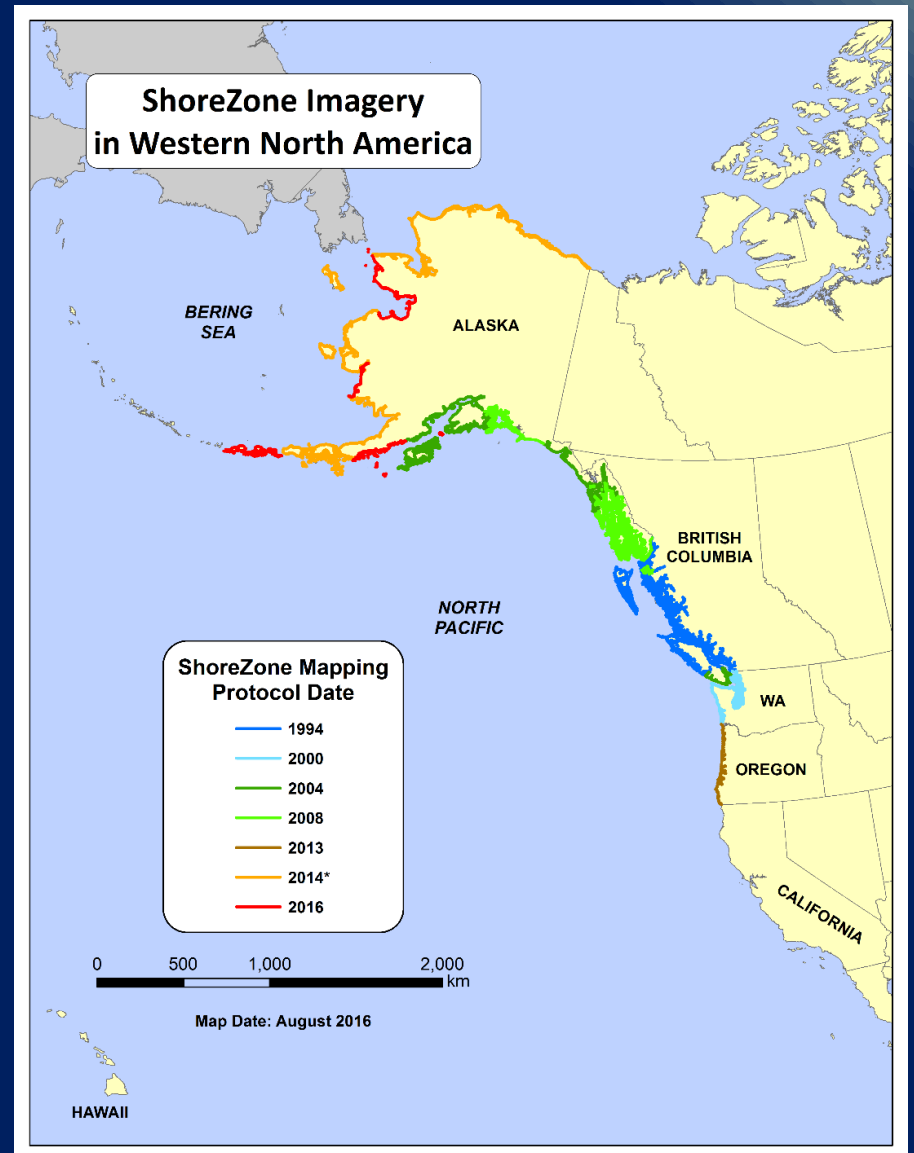 ShoreZone Imagery
in Western North America
BERING
SEA
ALASKA
BRITISH
COLUMBIA
NORTH
PACIFIC
WA
OREGON
CALIFORNIA
ShoreZone Mapping
Protocol Date
1994
2000
2004
2008
2013
2014*
2016
0 500 1,000 2,000
km
Map Date: August 2016
HAWAII